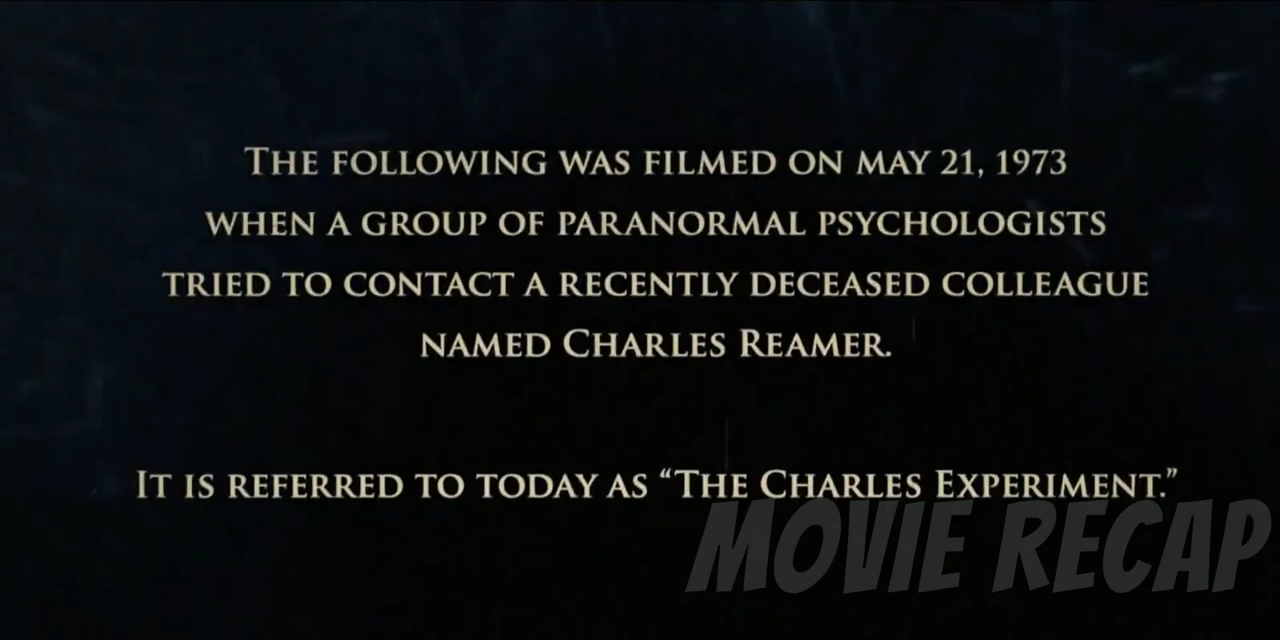 The following was filmed on May 21, 1973
when a group of paranormal psychologists
tried to contact a recently deceased colleague
named Charles Reamer.
It is referred to today as “The Charles Experiment.”
MOVIE RECAP